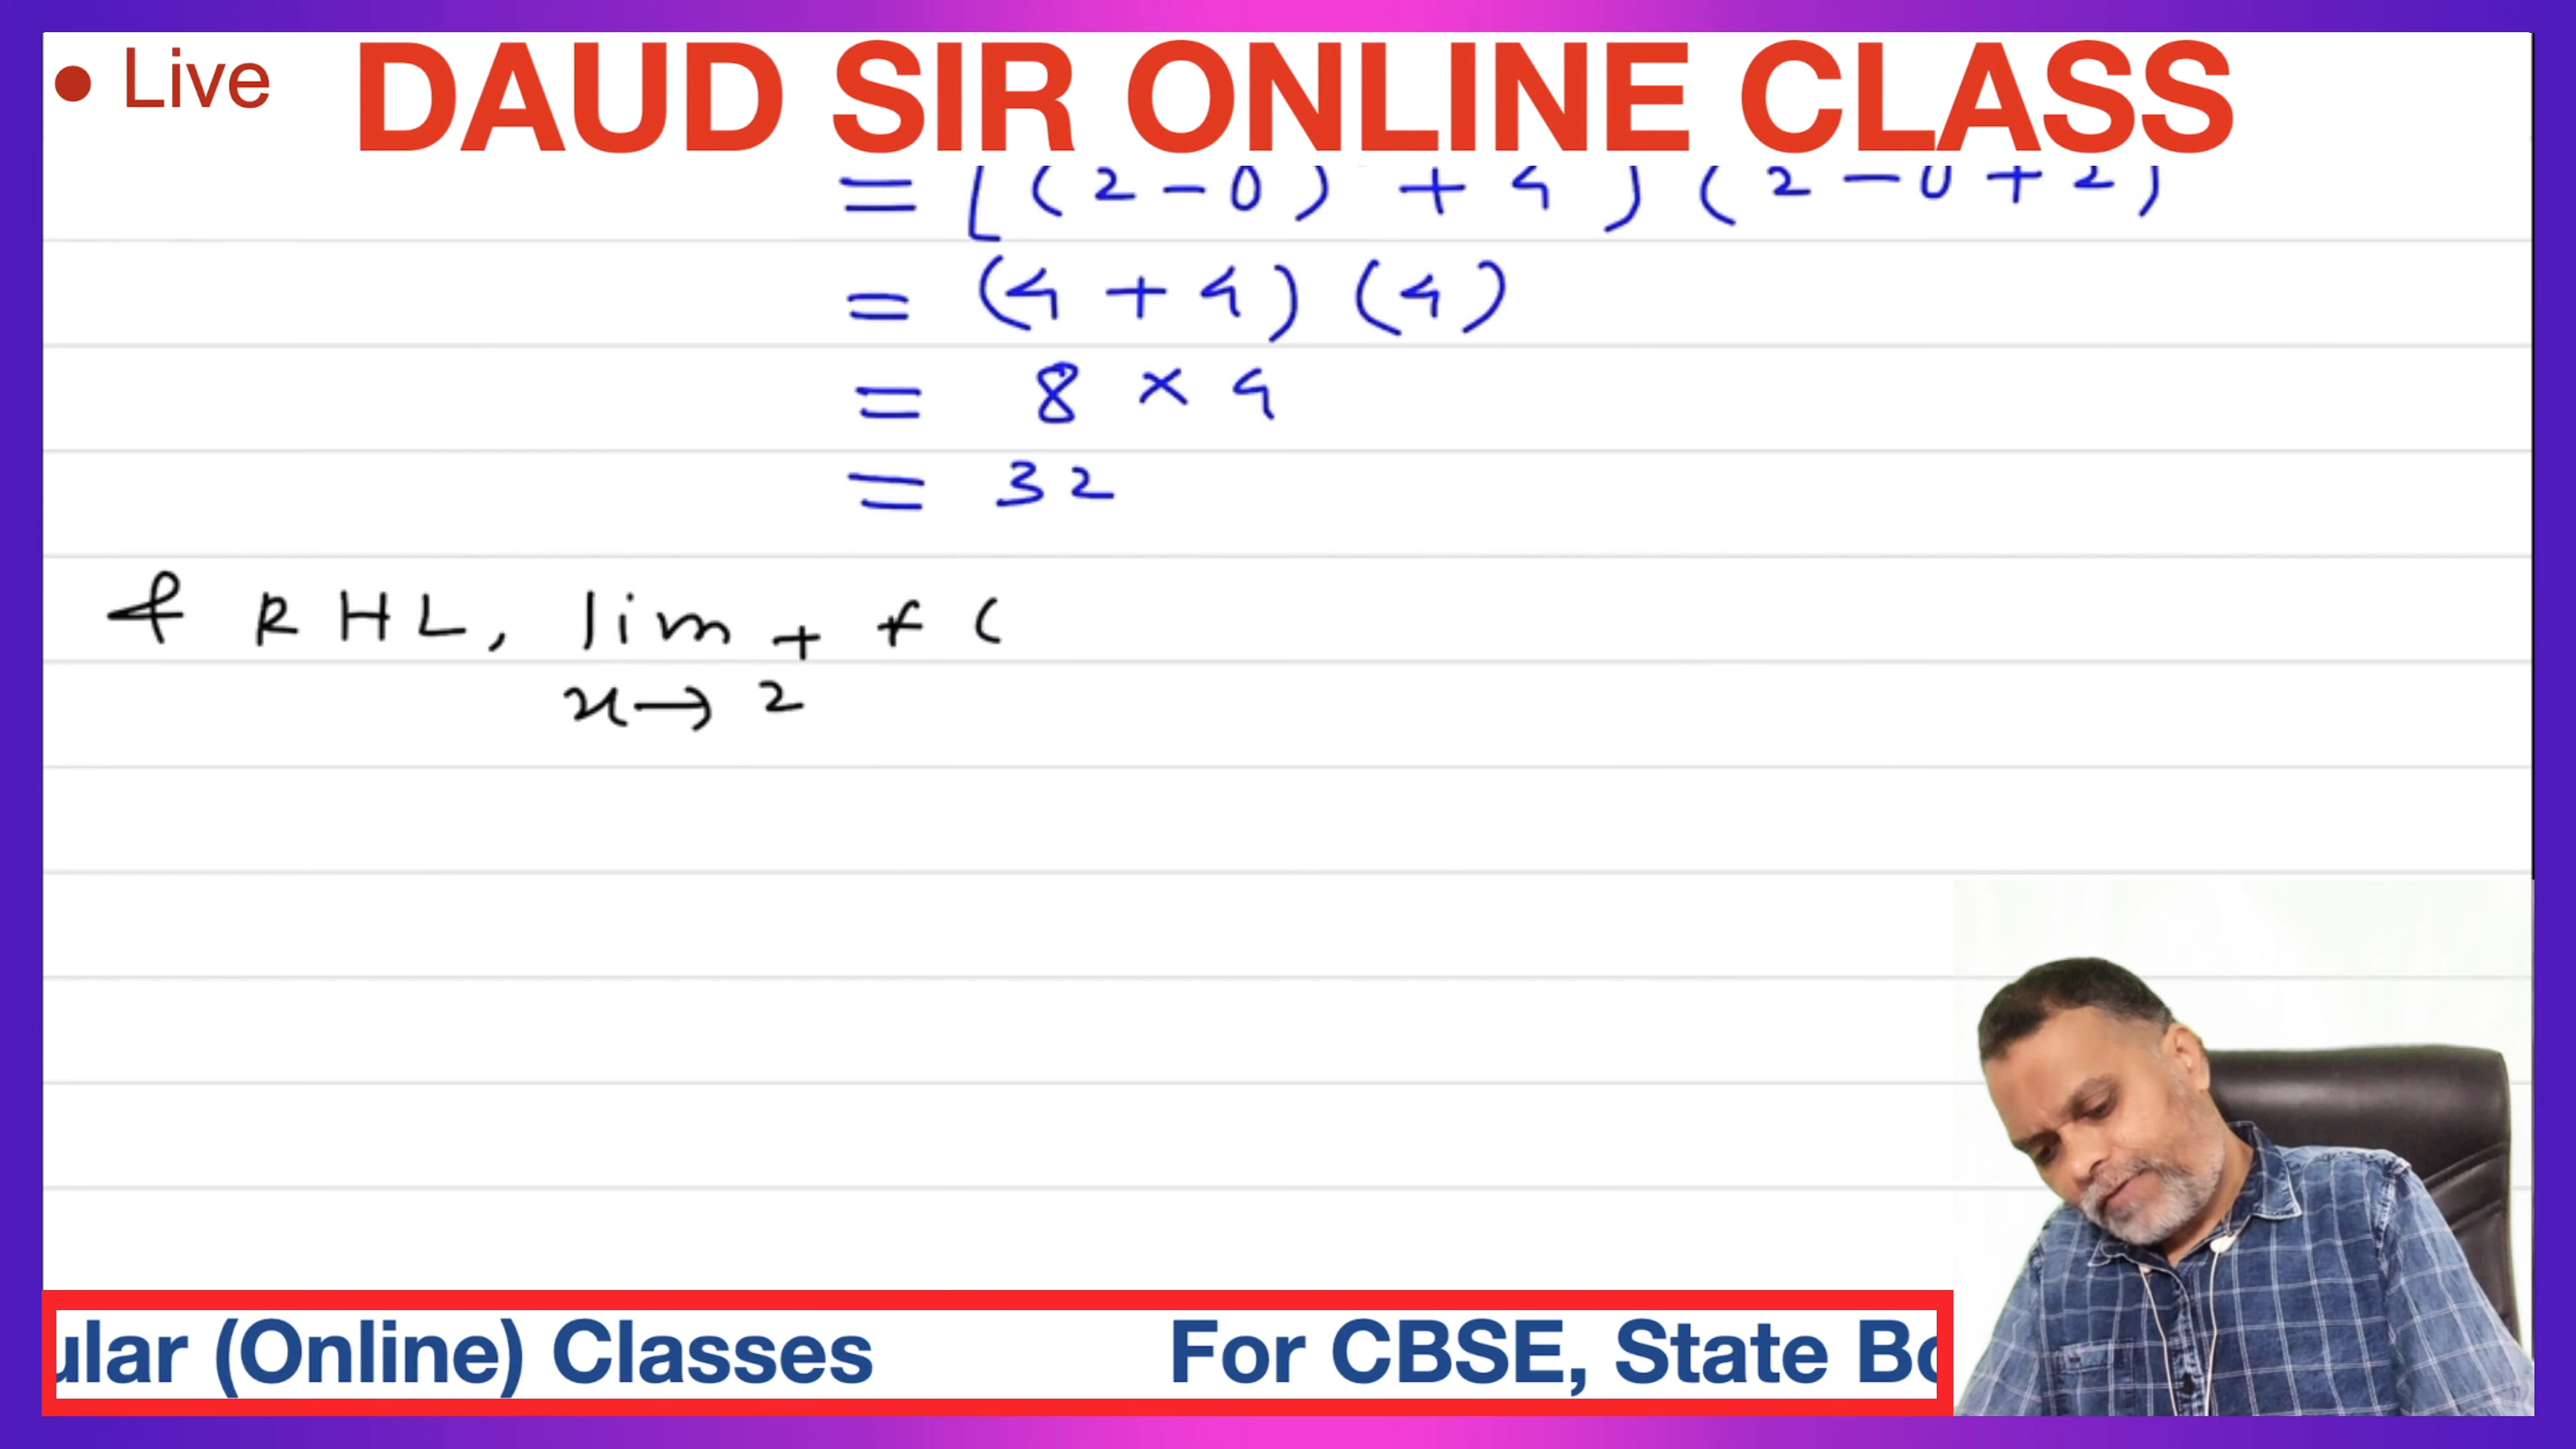 • Live DAUD SIR ONLINE CLASS
= [(2-0) + 4](2-0+2)
= (4 + 4) (4)
= 8 × 4
= 32
& RHL, lim + f (
x → 2
ular (Online) Classes For CBSE, State Bo